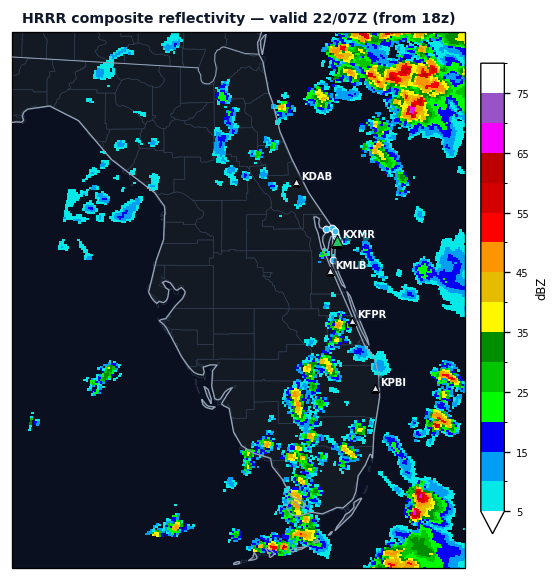 HRRR composite reflectivity — valid 22/07Z (from 18z)
KDAB
KXMR
KMLB
KFPR
KPBI
75
65
55
45
35
25
15
5
dBZ